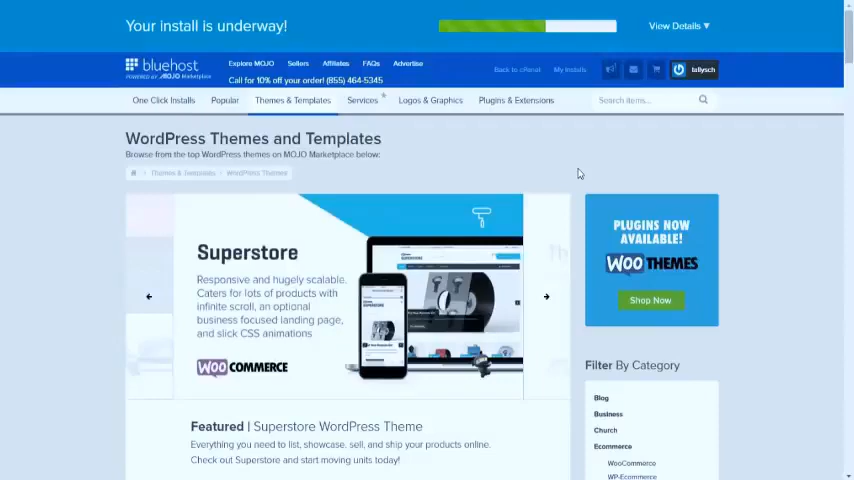 Your install is underway!
View Details ▼
bluehost
POWERED BY MOJO Marketplace
Explore MOJO
Sellers
Affiliates
FAQs
Advertise
Call for 10% off your order! (855) 464-5345
Back to cPanel
My Installs
tallysch
One Click Installs
Popular
Themes & Templates
Services *
Logos & Graphics
Plugins & Extensions
Search items...
WordPress Themes and Templates
Browse from the top WordPress themes on MOJO Marketplace below:
Themes & Templates / WordPress Themes
Superstore
Responsive and hugely scalable.
Caters for lots of products with
infinite scroll, an optional
business focused landing page,
and slick CSS animations
WOO COMMERCE
PLUGINS NOW
AVAILABLE!
WOO THEMES
Shop Now
Filter By Category
Blog
Business
Church
Ecommerce
WooCommerce
WP-Ecommerce
Featured | Superstore WordPress Theme
Everything you need to list, showcase, sell, and ship your products online.
Check out Superstore and start moving units today!